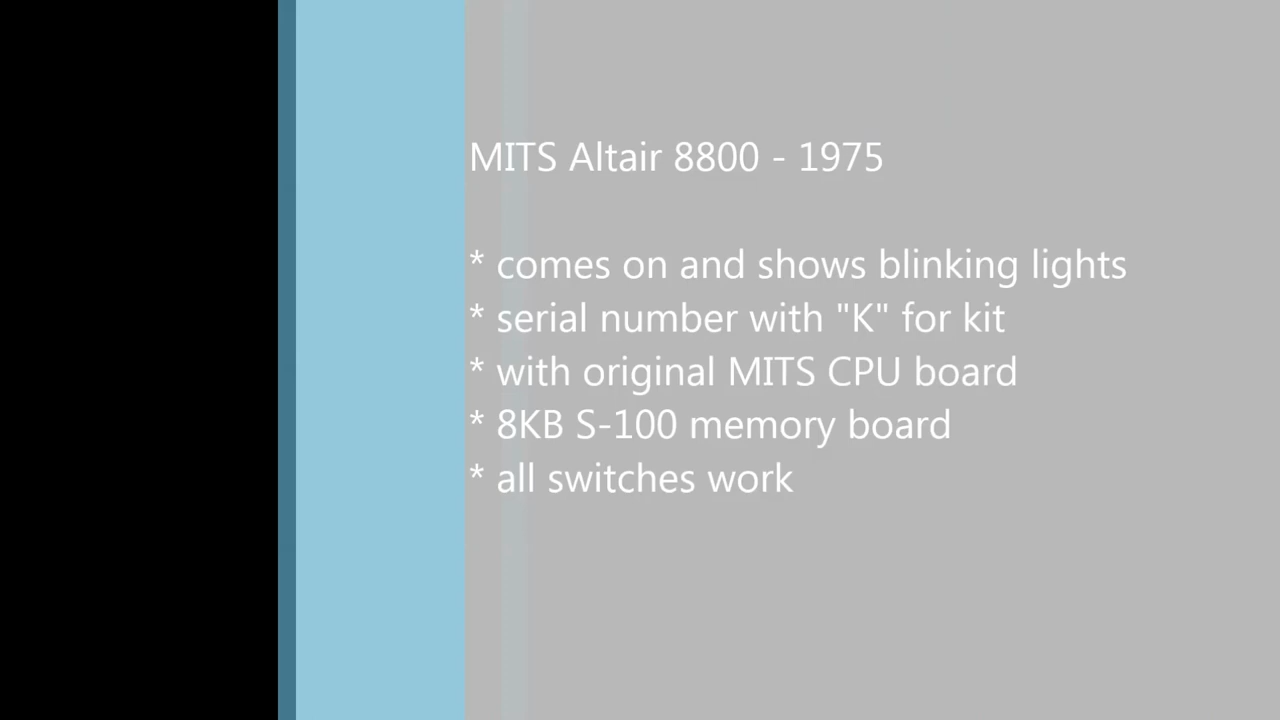 MITS Altair 8800 - 1975
* comes on and shows blinking lights
* serial number with "K" for kit
* with original MITS CPU board
* 8KB S-100 memory board
* all switches work